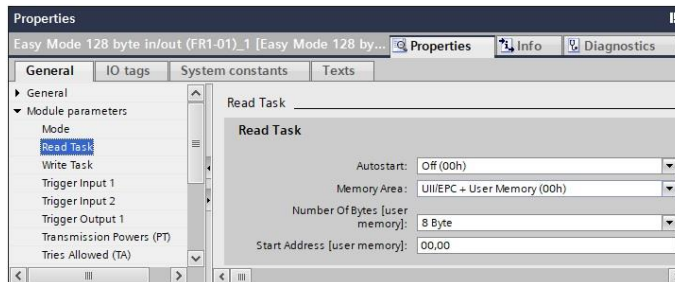 Properties
Easy Mode 128 byte in/out (FR1-01)_1 [Easy Mode 128 by... Properties Info Diagnostics
General IO tags System constants Texts
General
Module parameters
Mode
Read Task
Write Task
Trigger Input 1
Trigger Input 2
Trigger Output 1
Transmission Powers (PT)
Tries Allowed (TA)
Read Task
Read Task
Autostart: Off (00h)
Memory Area: UII/EPC + User Memory (00h)
Number Of Bytes [user
memory]: 8 Byte
Start Address [user memory]: 00,00